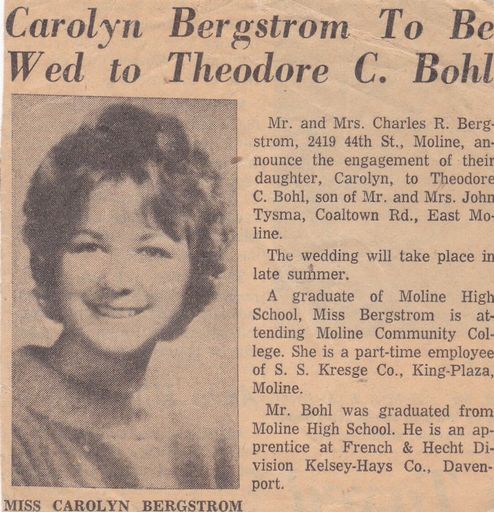 Carolyn Bergstrom To Be
Wed to Theodore C. Bohl
Mr. and Mrs. Charles R. Berg-
strom, 2419 44th St., Moline, an-
nounce the engagement of their
daughter, Carolyn, to Theodore
C. Bohl, son of Mr. and Mrs. John
Tysma, Coaltown Rd., East Mo-
line.
The wedding will take place in
late summer.
A graduate of Moline High
School, Miss Bergstrom is at-
tending Moline Community Col-
lege. She is a part-time employee
of S. S. Kresge Co., King-Plaza,
Moline.
Mr. Bohl was graduated from
Moline High School. He is an ap-
prentice at French & Hecht Di-
vision Kelsey-Hays Co., Daven-
port.
MISS CAROLYN BERGSTROM